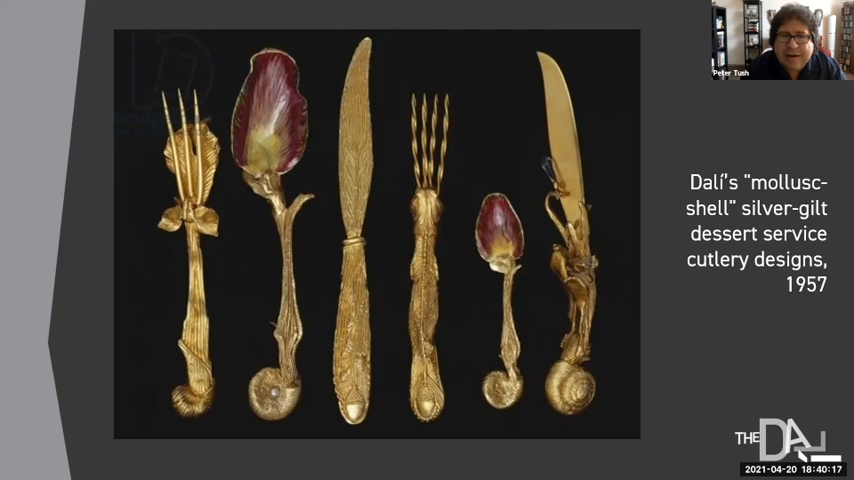 Peter Tush
Dalí's "mollusc-
shell" silver-gilt
dessert service
cutlery designs,
1957
THE DALÍ
2021-04-20 18:40:17